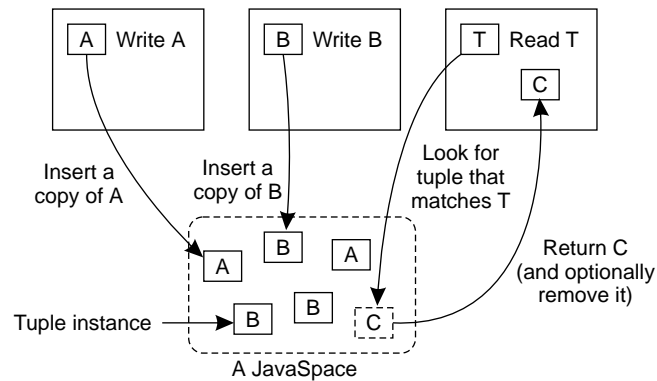 A Write A
B Write B
T Read T
C
Insert a
copy of A
Insert a
copy of B
Look for
tuple that
matches T
A
B
A
B
B
C
Return C
(and optionally
remove it)
Tuple instance
A JavaSpace